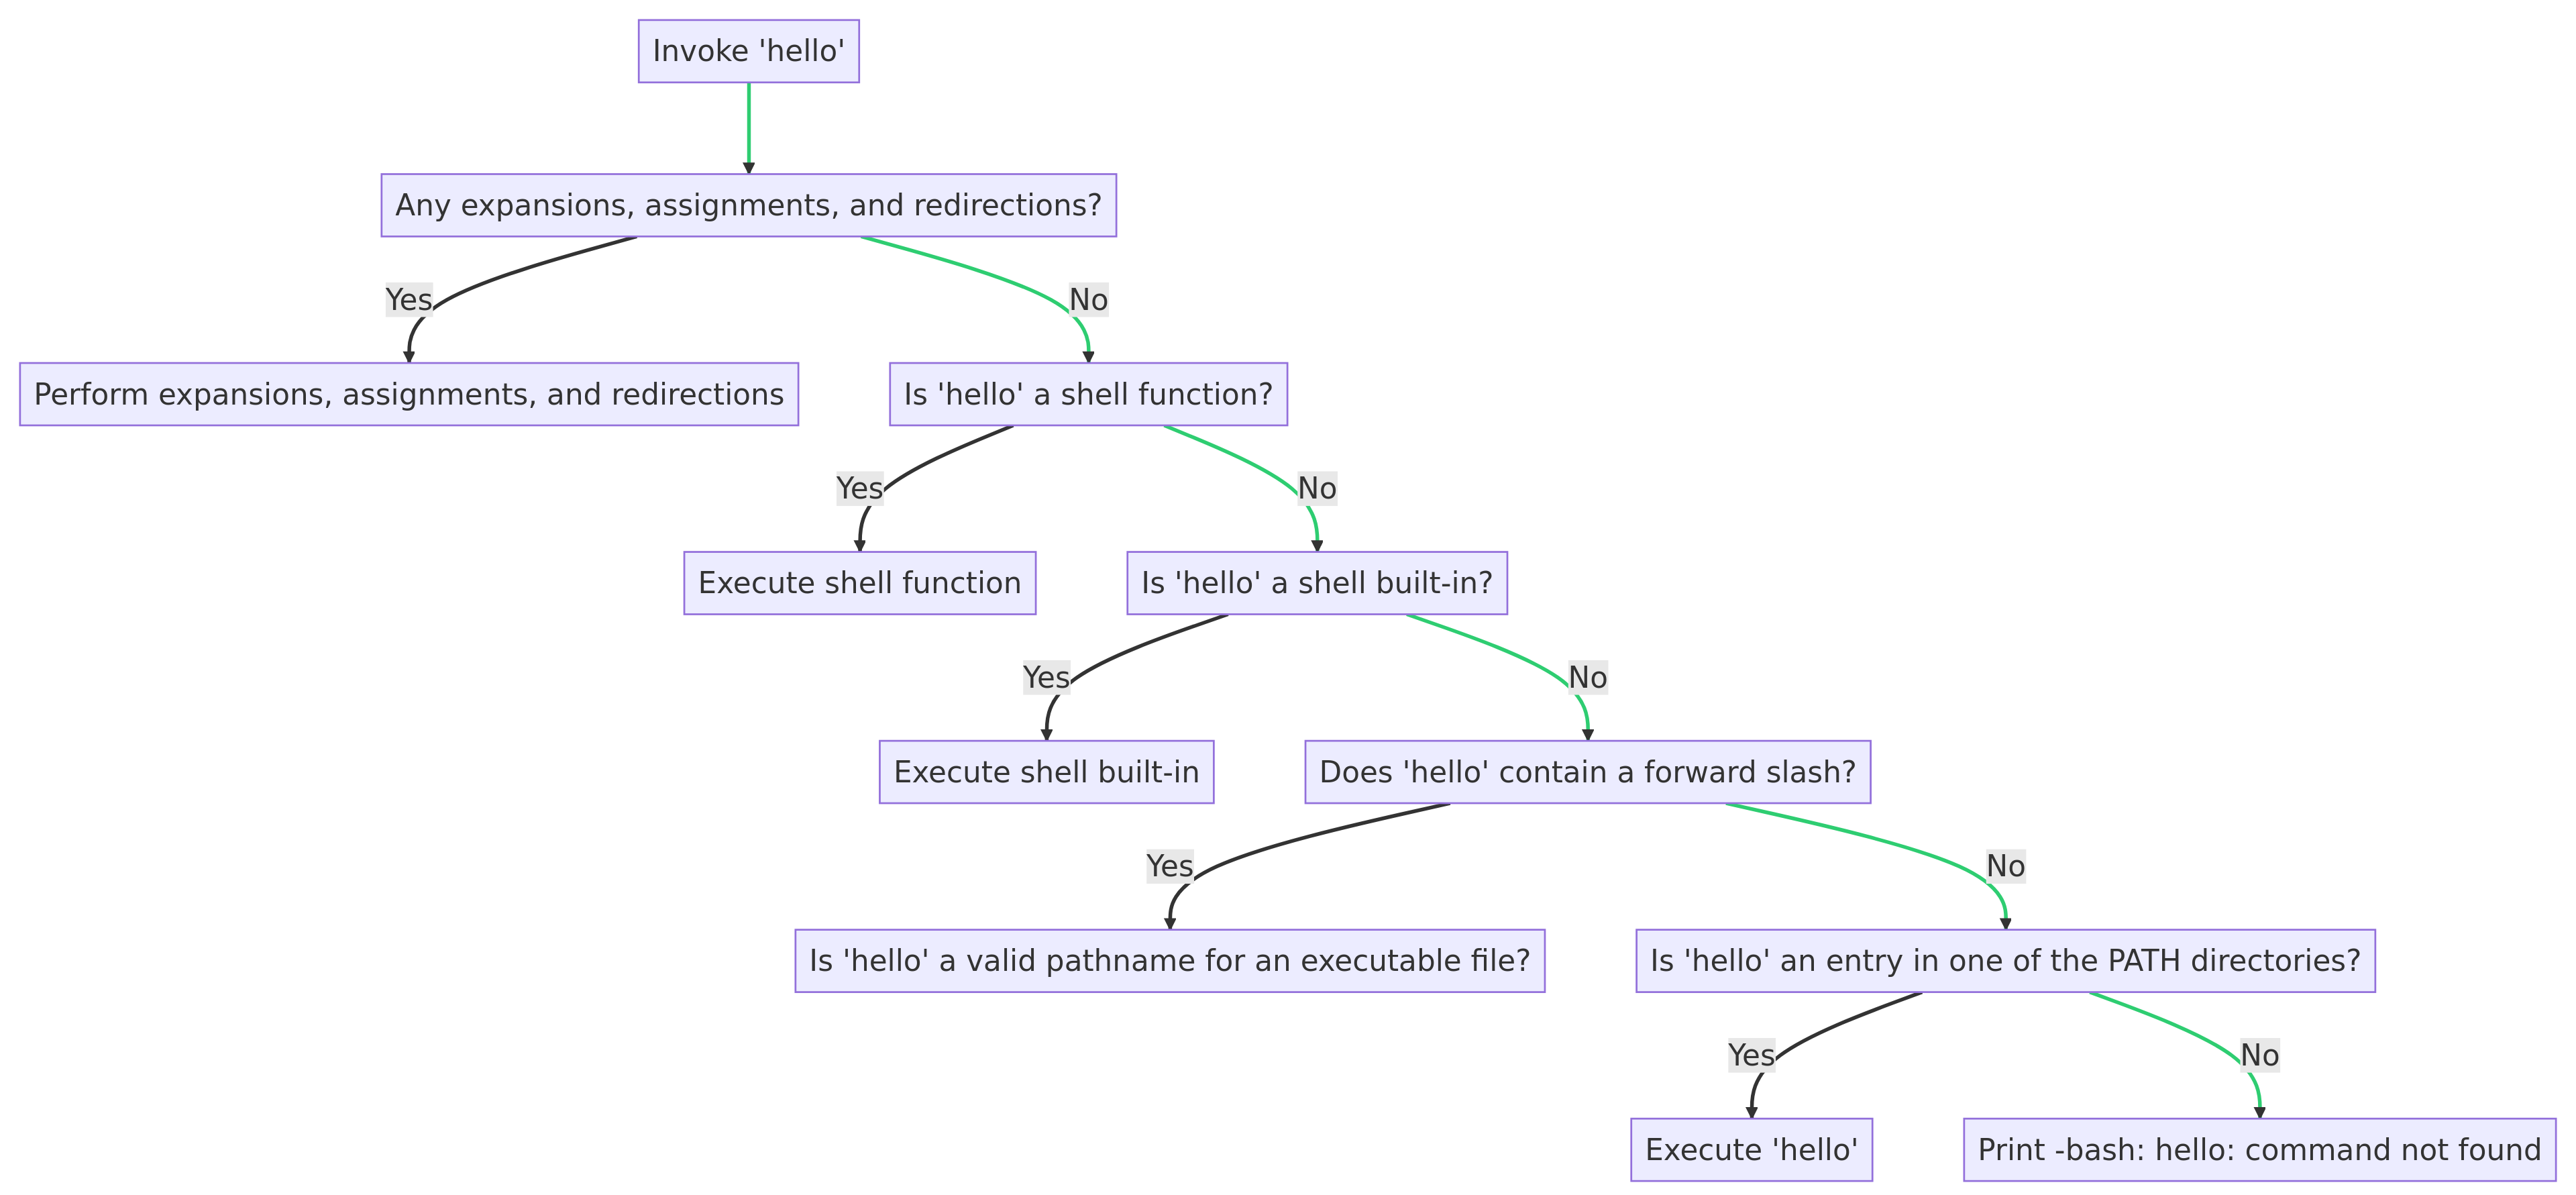 Invoke 'hello'
Any expansions, assignments, and redirections?
Yes
No
Perform expansions, assignments, and redirections
Is 'hello' a shell function?
Yes
No
Execute shell function
Is 'hello' a shell built-in?
Yes
No
Execute shell built-in
Does 'hello' contain a forward slash?
Yes
No
Is 'hello' a valid pathname for an executable file?
Is 'hello' an entry in one of the PATH directories?
Yes
No
Execute 'hello'
Print -bash: hello: command not found